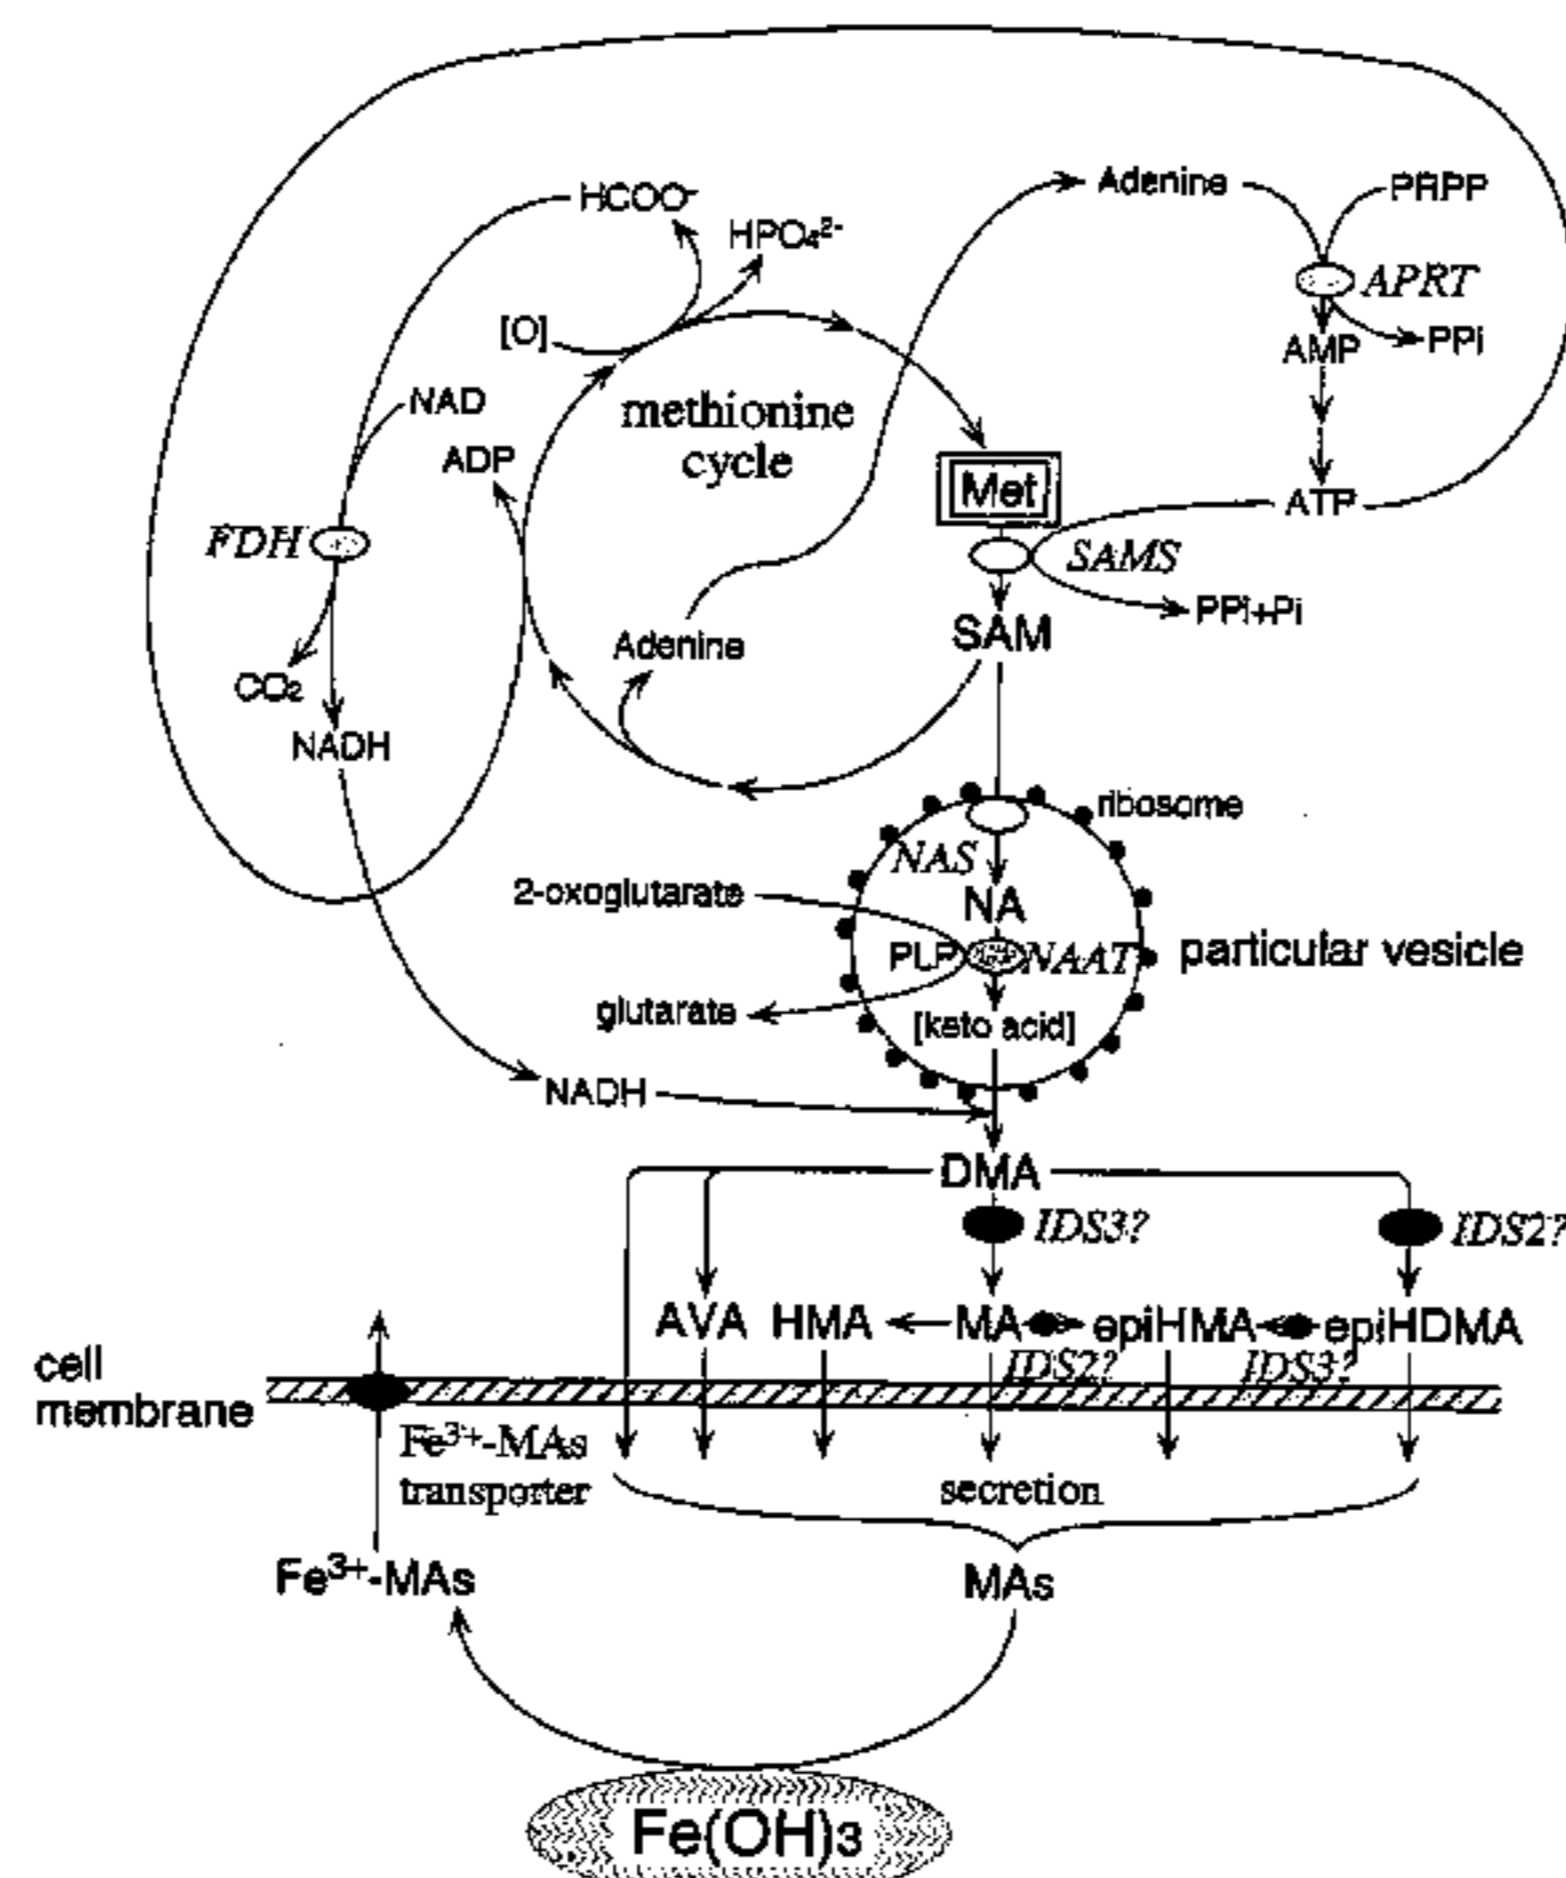 HCOO-
HPO42-
Adenine
PRPP
APRT
[O]
AMP
PPi
NAD
methionine
cycle
ADP
Met
ATP
FDH
SAMS
PPi+Pi
SAM
Adenine
CO2
NADH
ribosome
NAS
2-oxoglutarate
NA
PLP
NAAT
particular vesicle
glutarate
[keto acid]
NADH
DMA
IDS3?
IDS2?
AVA
HMA
MA
epiHMA
epiHDMA
IDS2?
IDS3?
cell
membrane
Fe3+-MAs
transporter
secretion
Fe3+-MAs
MAs
Fe(OH)3